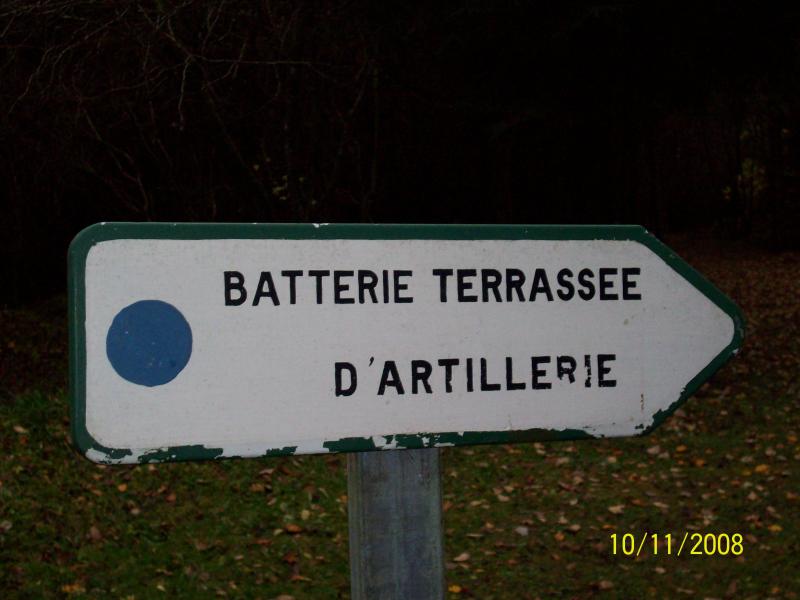 BATTERIE TERRASSEE
D'ARTILLERIE
10/11/2008